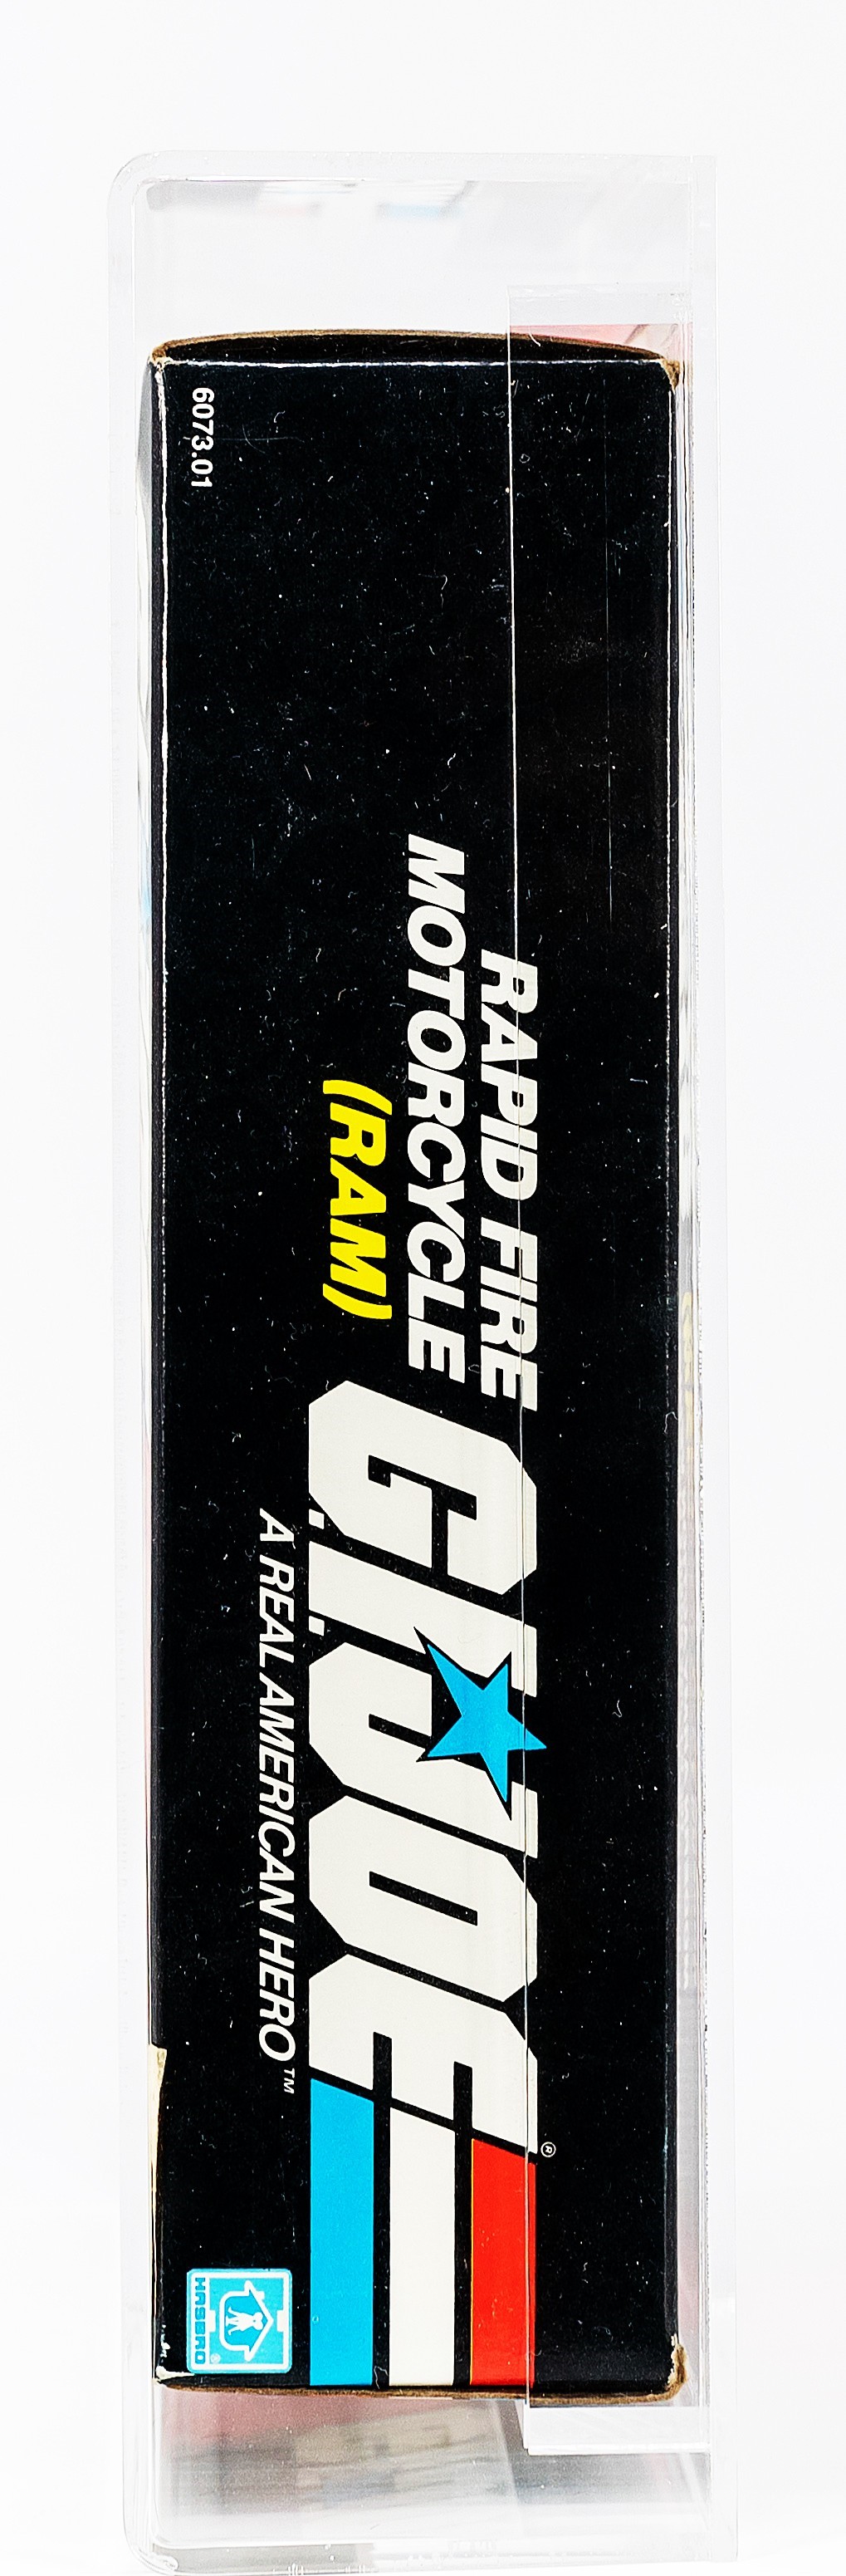 RAPID FIRE
MOTORCYCLE
(RAM)
G.I. JOE®
A REAL AMERICAN HERO™
HASBRO®
6073.01